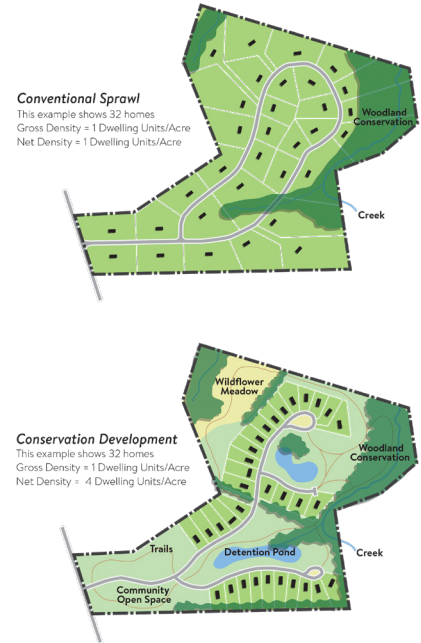 Conventional Sprawl
This example shows 32 homes
Gross Density = 1 Dwelling Units/Acre
Net Density = 1 Dwelling Units/Acre
Woodland
Conservation
Creek
Wildflower
Meadow
Conservation Development
This example shows 32 homes
Gross Density = 1 Dwelling Units/Acre
Net Density = 4 Dwelling Units/Acre
Woodland
Conservation
Trails
Detention Pond
Creek
Community
Open Space